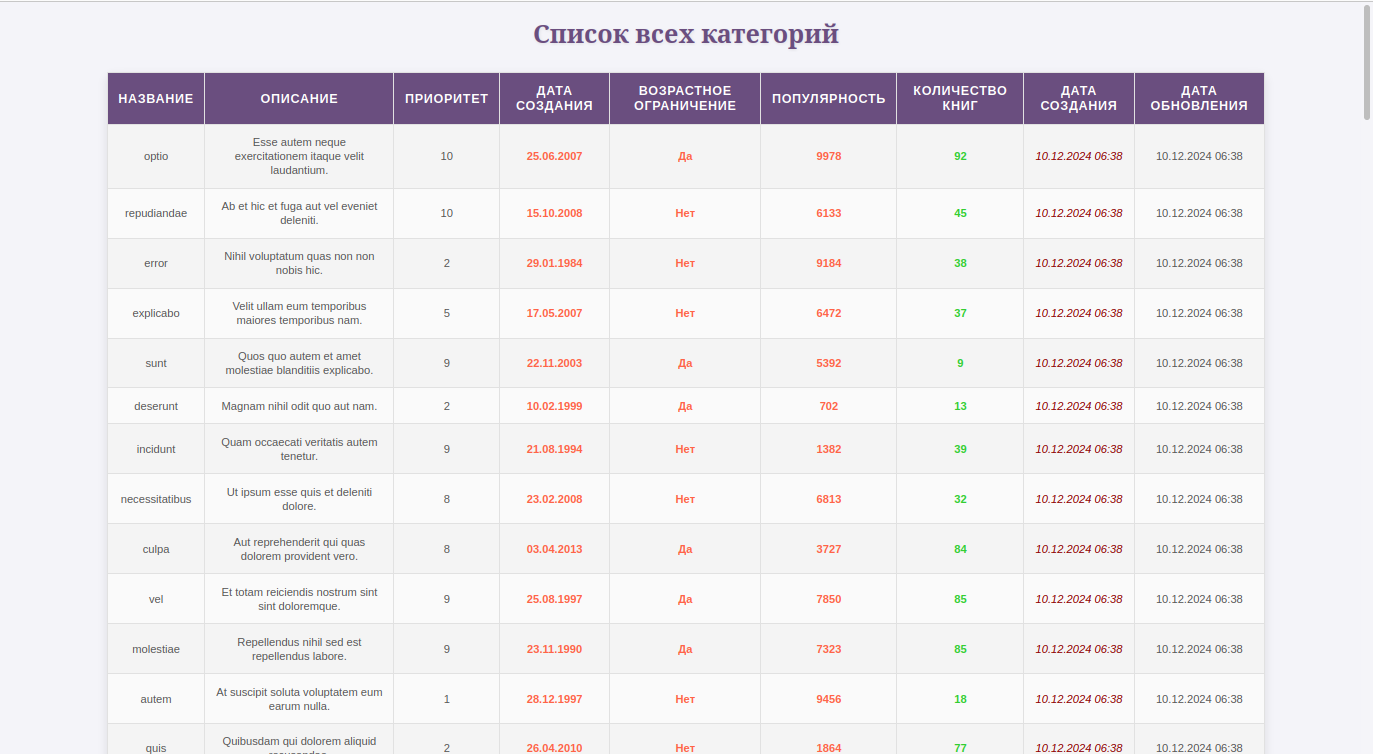 Список всех категорий
НАЗВАНИЕ ОПИСАНИЕ ПРИОРИТЕТ ДАТА СОЗДАНИЯ ВОЗРАСТНОЕ ОГРАНИЧЕНИЕ ПОПУЛЯРНОСТЬ КОЛИЧЕСТВО КНИГ ДАТА СОЗДАНИЯ ДАТА ОБНОВЛЕНИЯ
optio Esse autem neque exercitationem itaque velit laudantium. 10 25.06.2007 Да 9978 92 10.12.2024 06:38 10.12.2024 06:38
repudiandae Ab et hic et fuga aut vel eveniet deleniti. 10 15.10.2008 Нет 6133 45 10.12.2024 06:38 10.12.2024 06:38
error Nihil voluptatum quas non non nobis hic. 2 29.01.1984 Нет 9184 38 10.12.2024 06:38 10.12.2024 06:38
explicabo Velit ullam eum temporibus maiores temporibus nam. 5 17.05.2007 Нет 6472 37 10.12.2024 06:38 10.12.2024 06:38
sunt Quos quo autem et amet molestiae blanditiis explicabo. 9 22.11.2003 Да 5392 9 10.12.2024 06:38 10.12.2024 06:38
deserunt Magnam nihil odit quo aut nam. 2 10.02.1999 Да 702 13 10.12.2024 06:38 10.12.2024 06:38
incidunt Quam occaecati veritatis autem tenetur. 9 21.08.1994 Нет 1382 39 10.12.2024 06:38 10.12.2024 06:38
necessitatibus Ut ipsum esse quis et deleniti dolore. 8 23.02.2008 Нет 6813 32 10.12.2024 06:38 10.12.2024 06:38
culpa Aut reprehenderit qui quas dolorem provident vero. 8 03.04.2013 Да 3727 84 10.12.2024 06:38 10.12.2024 06:38
vel Et totam reiciendis nostrum sint sint doloremque. 9 25.08.1997 Да 7850 85 10.12.2024 06:38 10.12.2024 06:38
molestiae Repellendus nihil sed est repellendus labore. 9 23.11.1990 Да 7323 85 10.12.2024 06:38 10.12.2024 06:38
autem At suscipit soluta voluptatem eum earum nulla. 1 28.12.1997 Нет 9456 18 10.12.2024 06:38 10.12.2024 06:38
quis Quibusdam qui dolorem aliquid 2 26.04.2010 Нет 1864 77 10.12.2024 06:38 10.12.2024 06:38